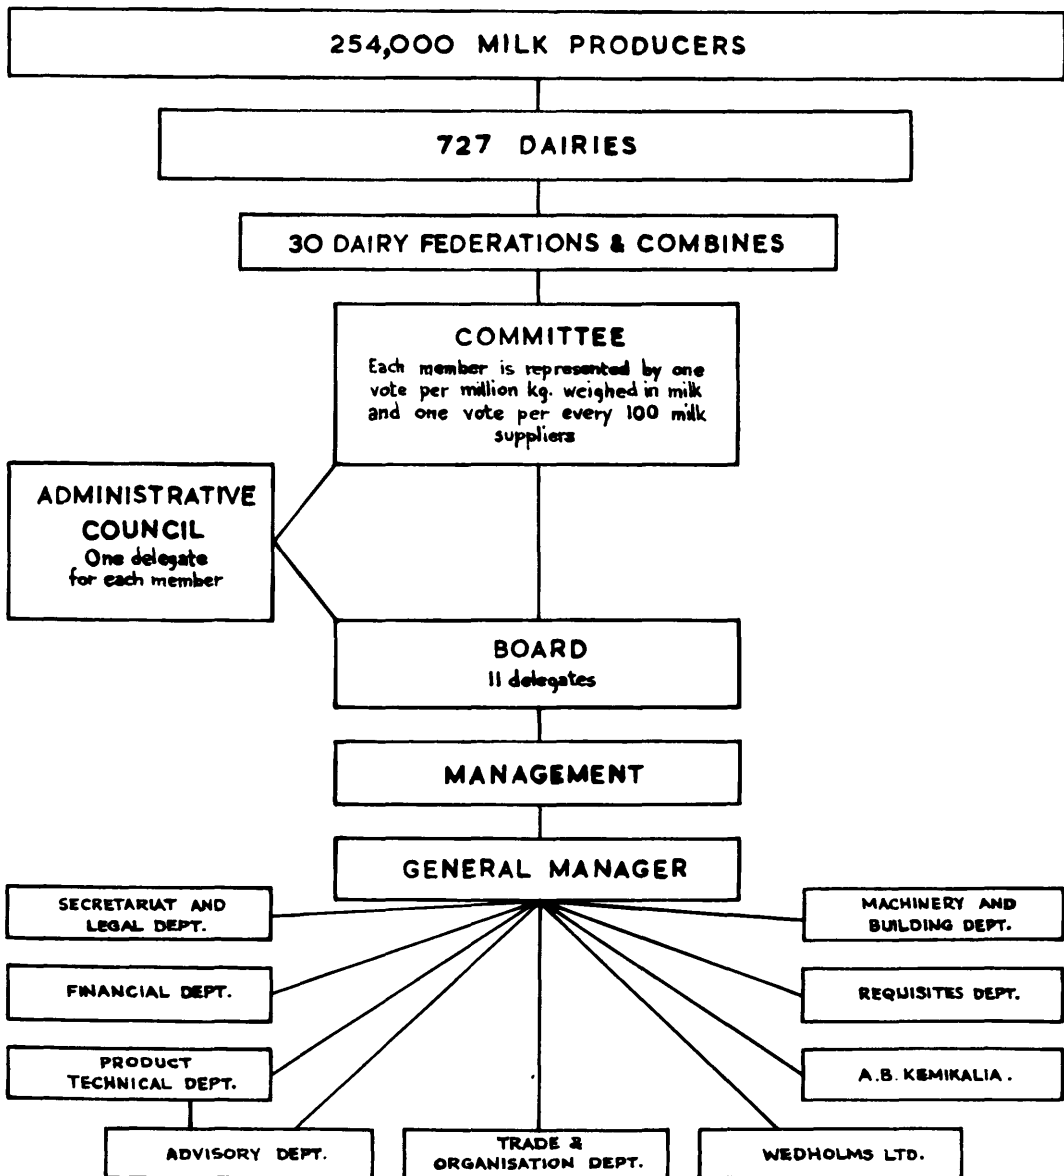 254,000 MILK PRODUCERS
727 DAIRIES
30 DAIRY FEDERATIONS & COMBINES
COMMITTEE
Each member is represented by one
vote per million kg. weighed in milk
and one vote per every 100 milk
suppliers
ADMINISTRATIVE
COUNCIL
One delegate
for each member
BOARD
11 delegates
MANAGEMENT
GENERAL MANAGER
SECRETARIAT AND
LEGAL DEPT.
MACHINERY AND
BUILDING DEPT.
FINANCIAL DEPT.
REQUISITES DEPT.
PRODUCT
TECHNICAL DEPT.
A.B. KEMIKALIA.
ADVISORY DEPT.
TRADE &
ORGANISATION DEPT.
WEDHOLMS LTD.